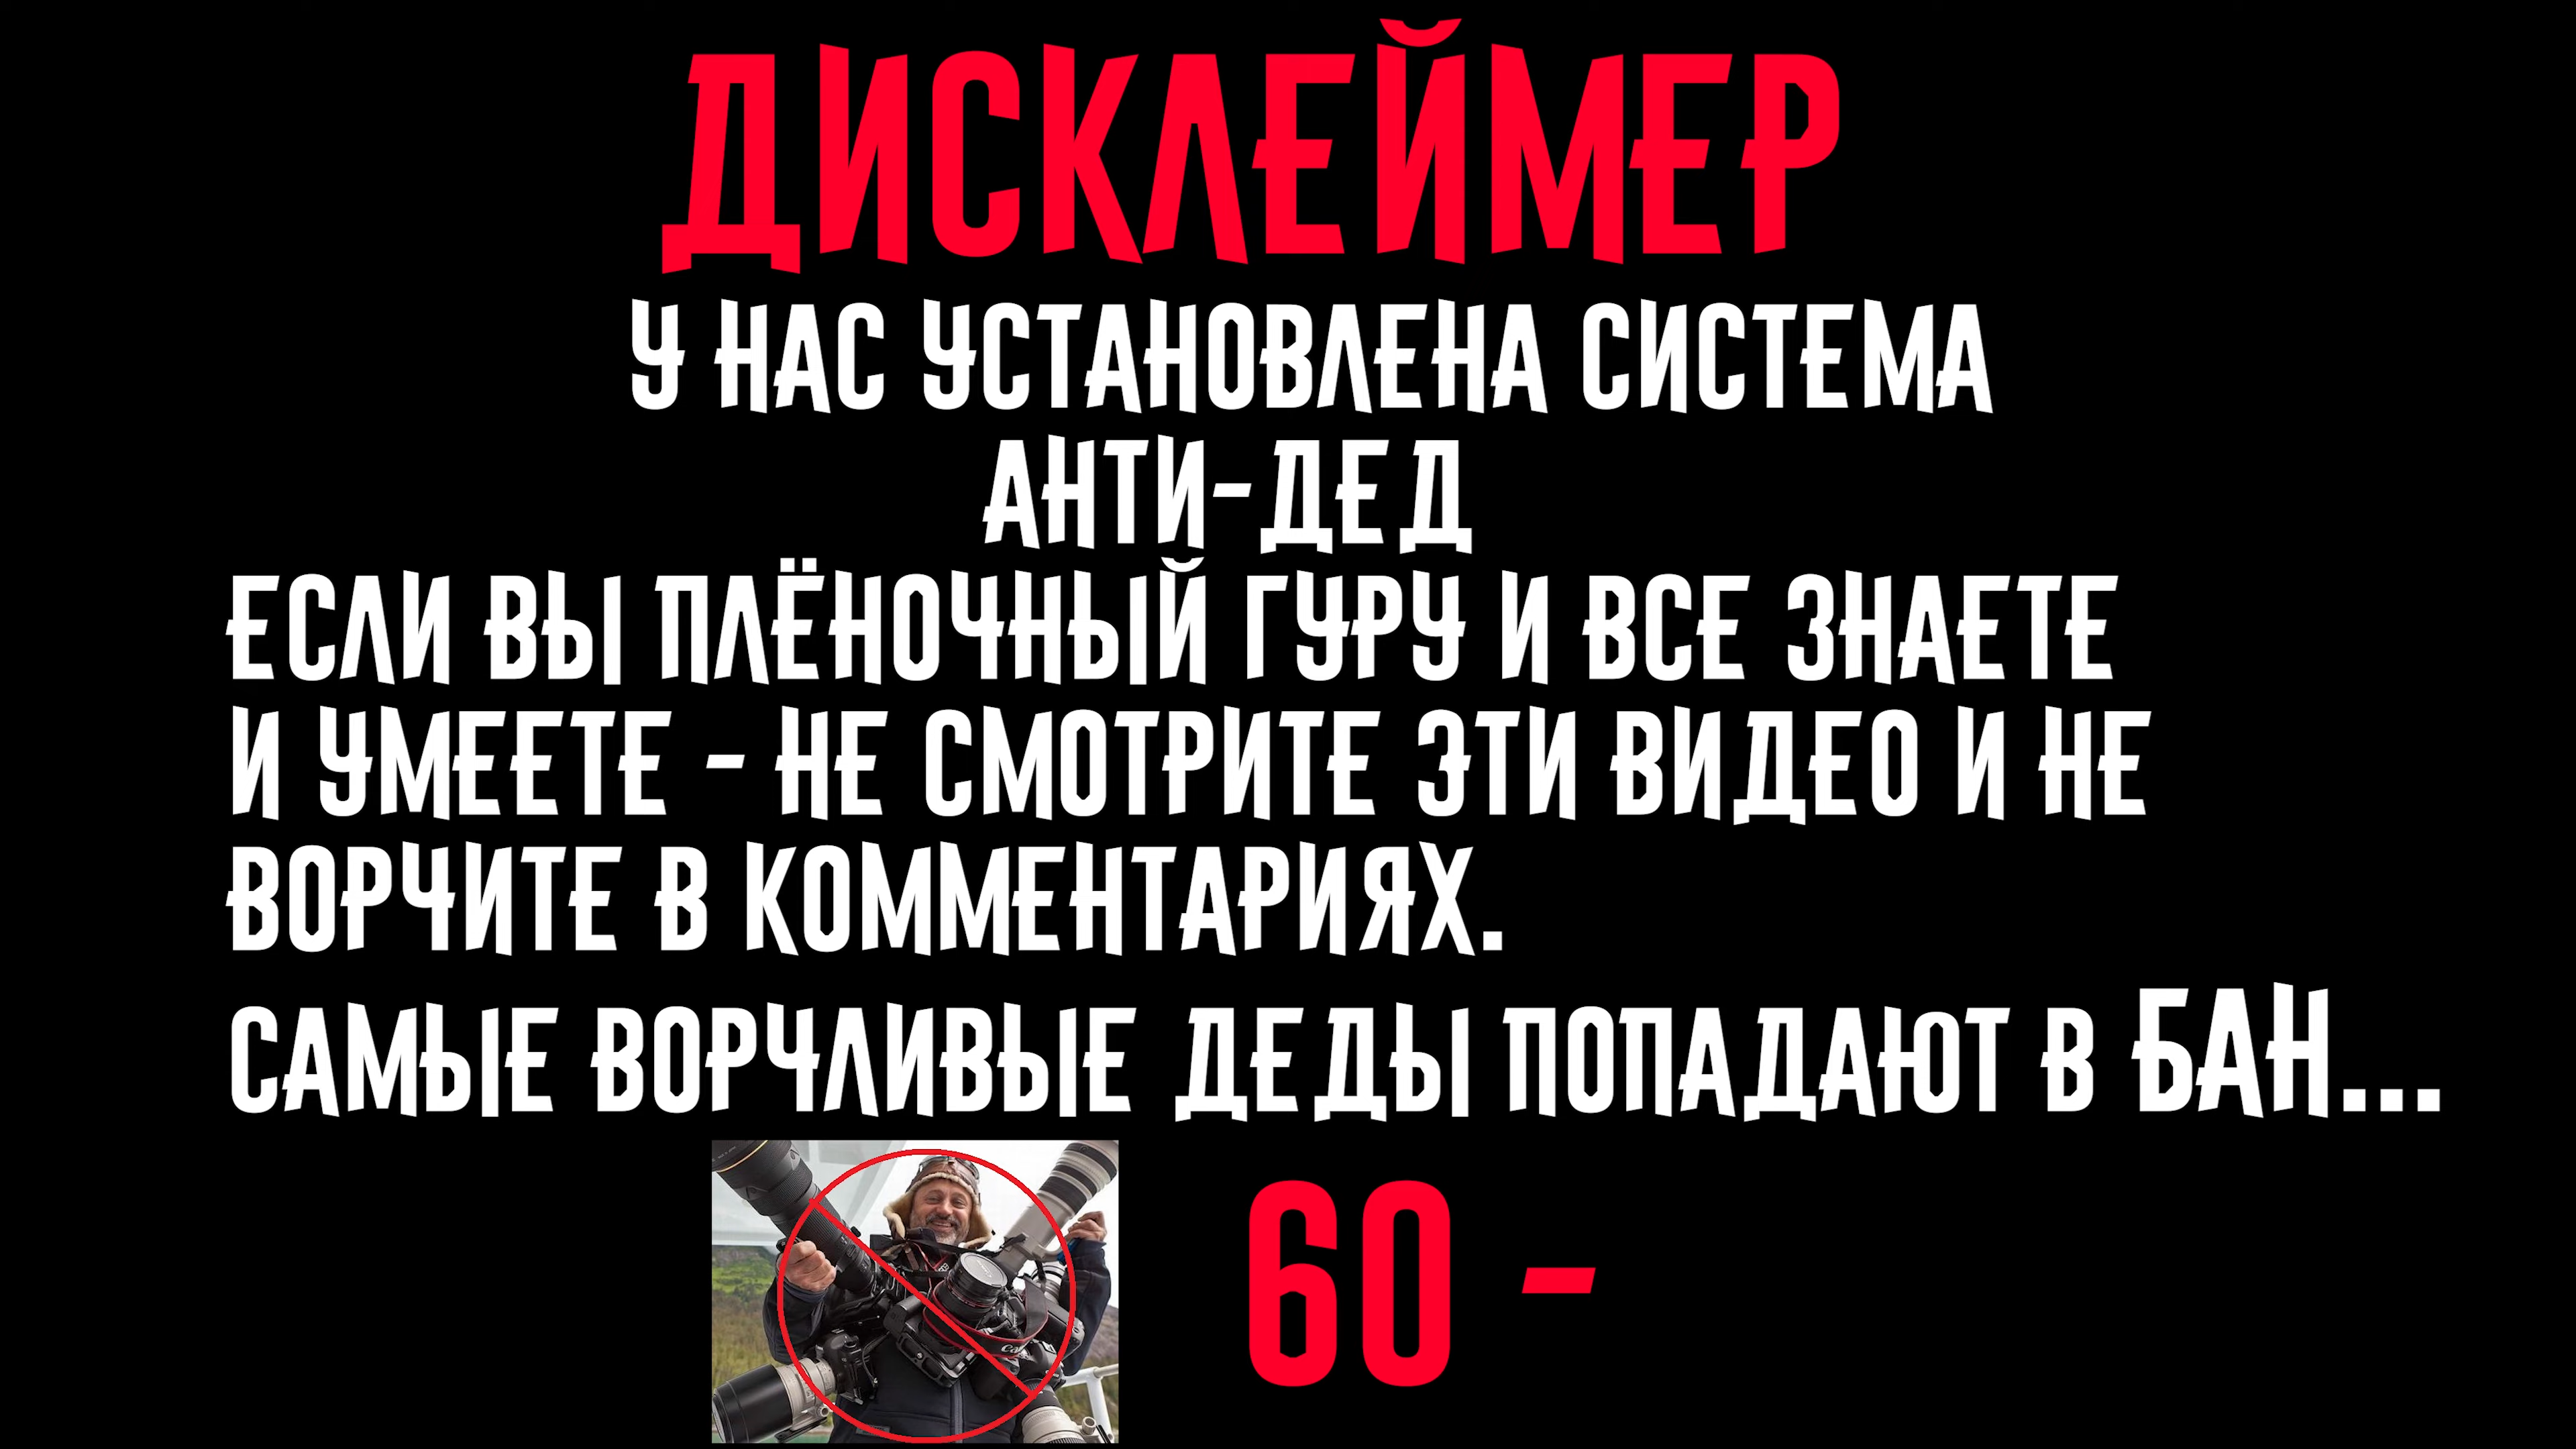 ДИСКЛЕЙМЕР
У НАС УСТАНОВЛЕНА СИСТЕМА
АНТИ-ДЕД
ЕСЛИ ВЫ ПЛЁНОЧНЫЙ ГУРУ И ВСЕ ЗНАЕТЕ
И УМЕЕТЕ - НЕ СМОТРИТЕ ЭТИ ВИДЕО И НЕ
ВОРЧИТЕ В КОММЕНТАРИЯХ.
САМЫЕ ВОРЧЛИВЫЕ ДЕДЫ ПОПАДАЮТ В БАН...
60 -